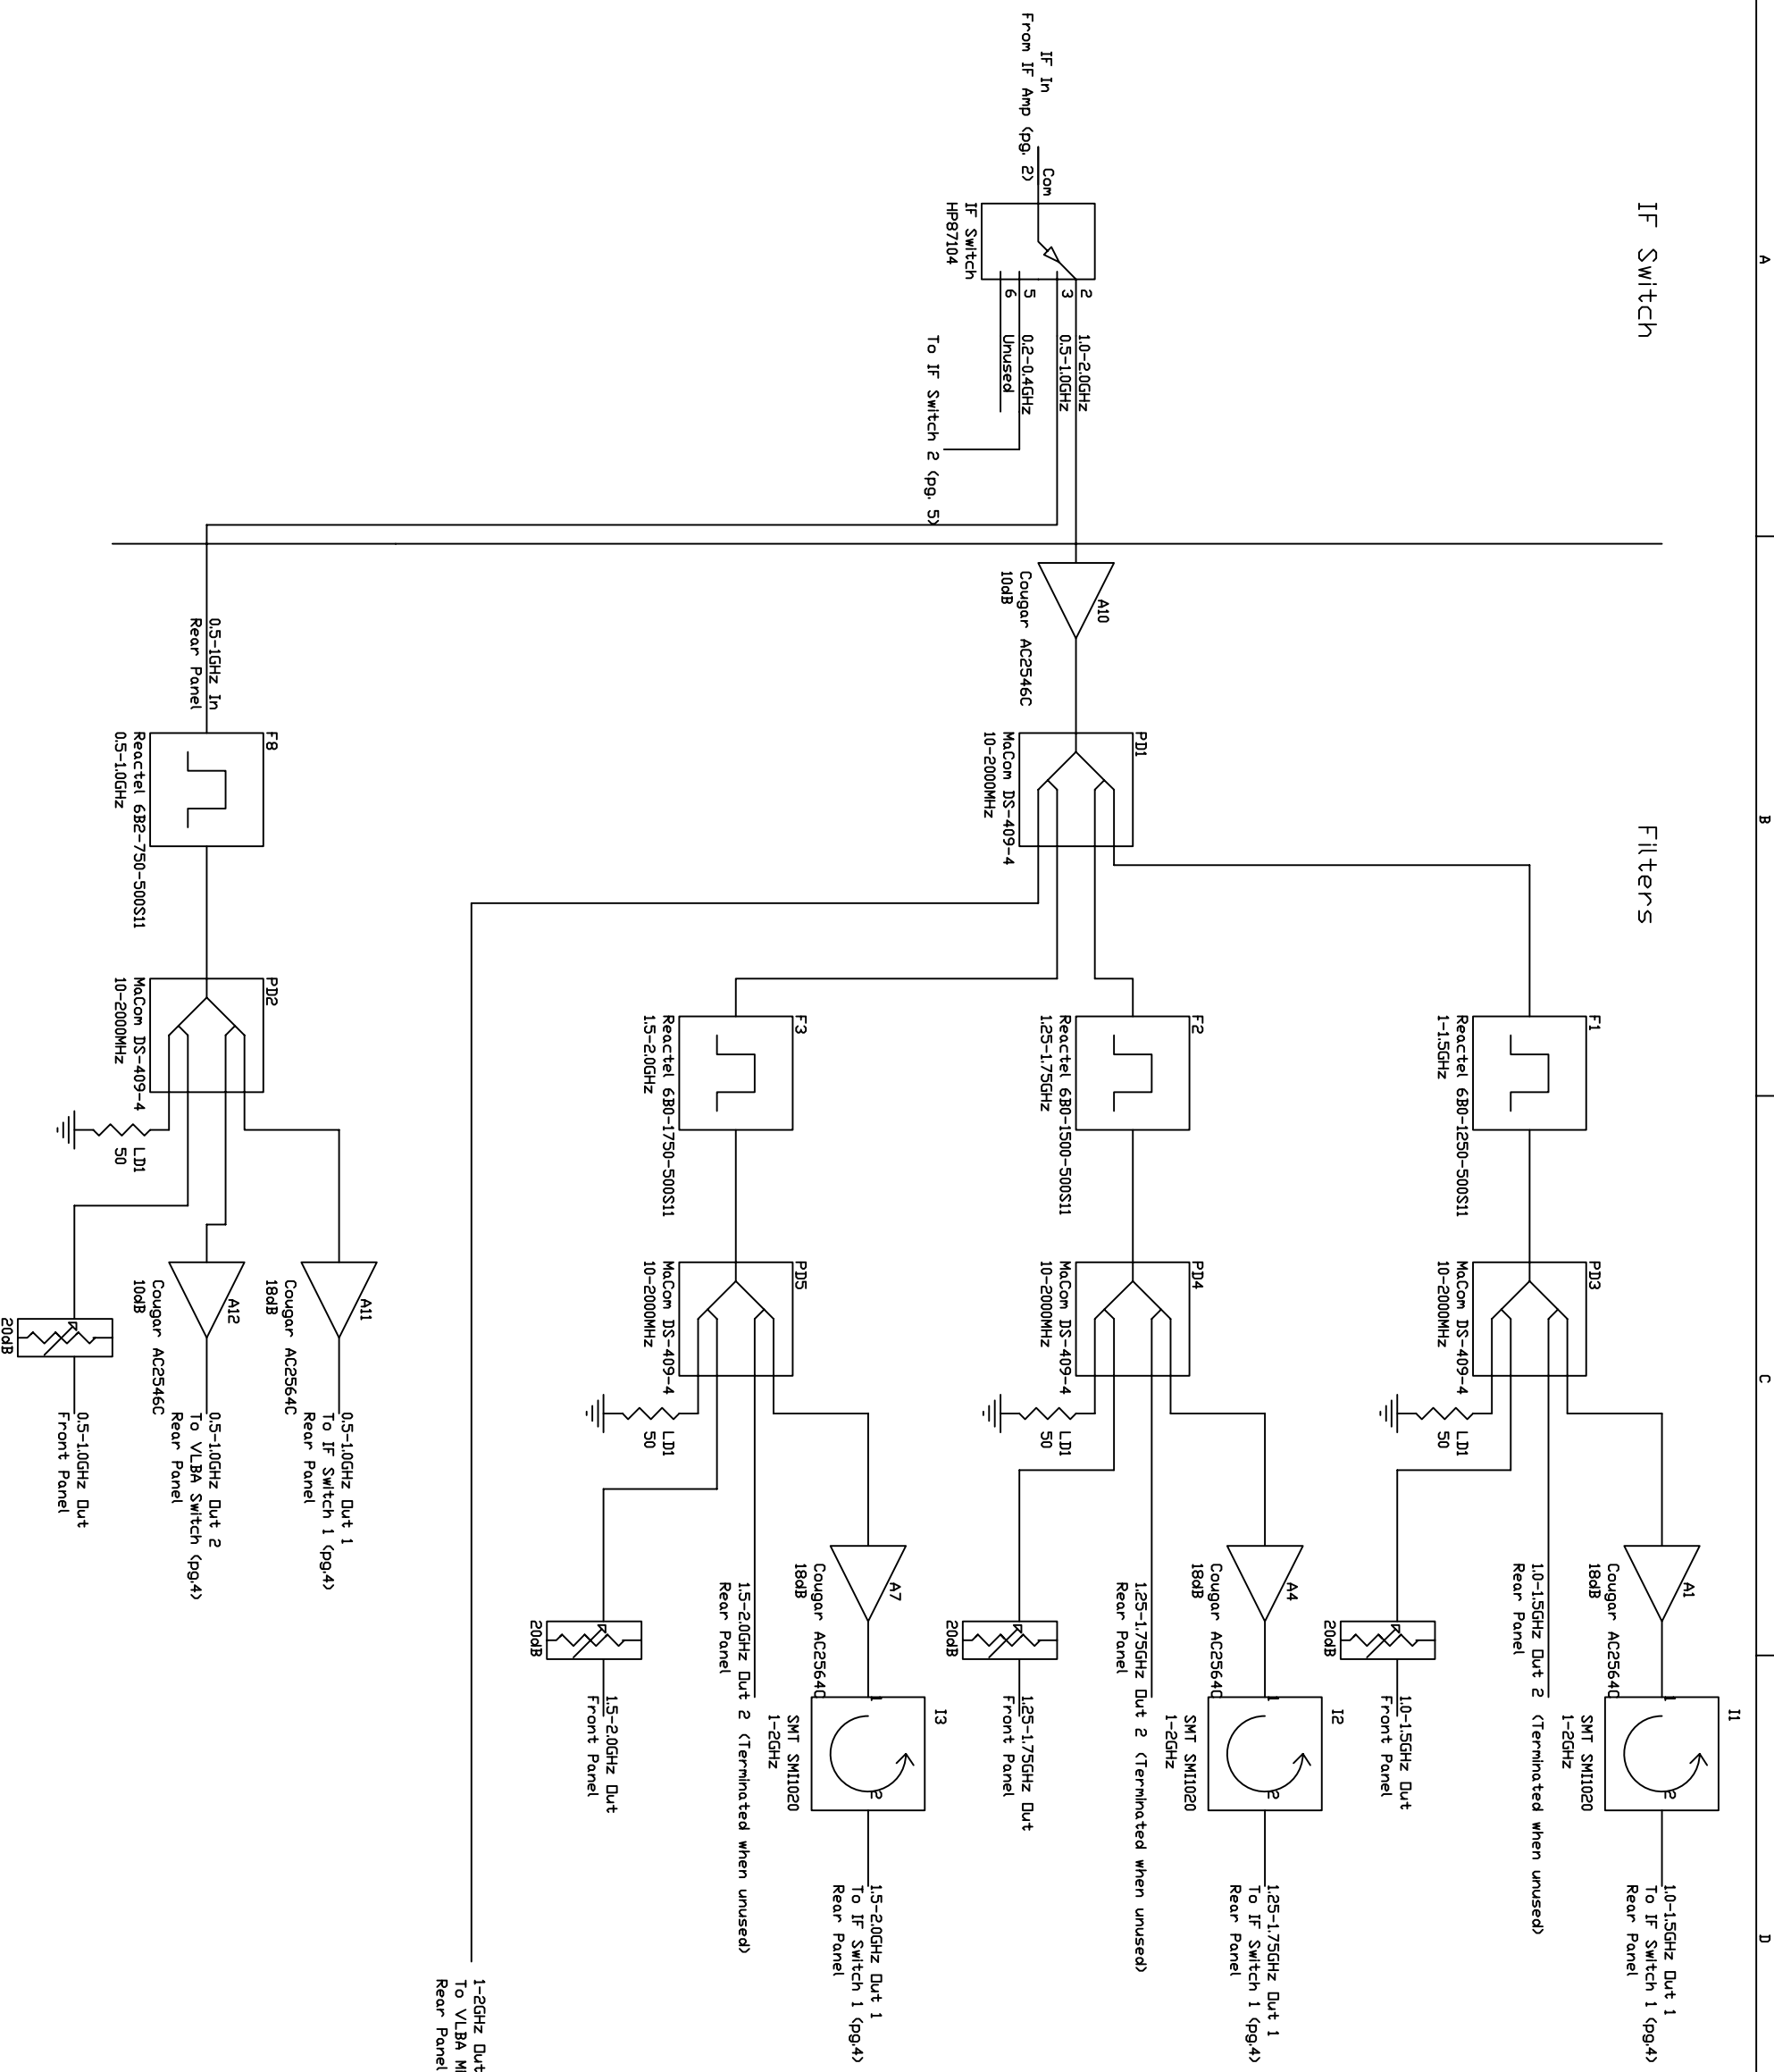 A
B
C
D
IF Switch
Filters
IF In
From IF Amp (pg. 2)
Com
IF Switch
HP87104
2
3
5
6
1.0-2.0GHz
0.5-1.0GHz
0.2-0.4GHz
Unused
To IF Switch 2 (pg. 5)
A10
Cougar AC2546C
10dB
PD1
MaCom DS-409-4
10-2000MHz
F1
Reactel 6B0-1250-500S11
1-1.5GHz
PD3
MaCom DS-409-4
10-2000MHz
LD1
50
A1
Cougar AC2564C
18dB
I1
1
2
SMT SMI1020
1-2GHz
1.0-1.5GHz Out 1
To IF Switch 1 (pg.4)
Rear Panel
1.0-1.5GHz Out 2 (Terminated when unused)
Rear Panel
20dB
1.0-1.5GHz Out
Front Panel
F2
Reactel 6B0-1500-500S11
1.25-1.75GHz
PD4
MaCom DS-409-4
10-2000MHz
LD1
50
A4
Cougar AC2564C
18dB
I2
1
2
SMT SMI1020
1-2GHz
1.25-1.75GHz Out 1
To IF Switch 1 (pg.4)
Rear Panel
1.25-1.75GHz Out 2 (Terminated when unused)
Rear Panel
20dB
1.25-1.75GHz Out
Front Panel
F3
Reactel 6B0-1750-500S11
1.5-2.0GHz
PD5
MaCom DS-409-4
10-2000MHz
LD1
50
A7
Cougar AC2564C
18dB
I3
1
2
SMT SMI1020
1-2GHz
1.5-2.0GHz Out 1
To IF Switch 1 (pg.4)
Rear Panel
1.5-2.0GHz Out 2 (Terminated when unused)
Rear Panel
20dB
1.5-2.0GHz Out
Front Panel
1-2GHz Out
To VLBA
Rear Panel
0.5-1GHz In
Rear Panel
F8
Reactel 6B2-750-500S11
0.5-1.0GHz
PD2
MaCom DS-409-4
10-2000MHz
LD1
50
A11
Cougar AC2564C
18dB
0.5-1.0GHz Out 1
To IF Switch 1 (pg.4)
Rear Panel
A12
Cougar AC2546C
10dB
0.5-1.0GHz Out 2
To VLBA Switch (pg.4)
Rear Panel
20dB
0.5-1.0GHz Out
Front Panel